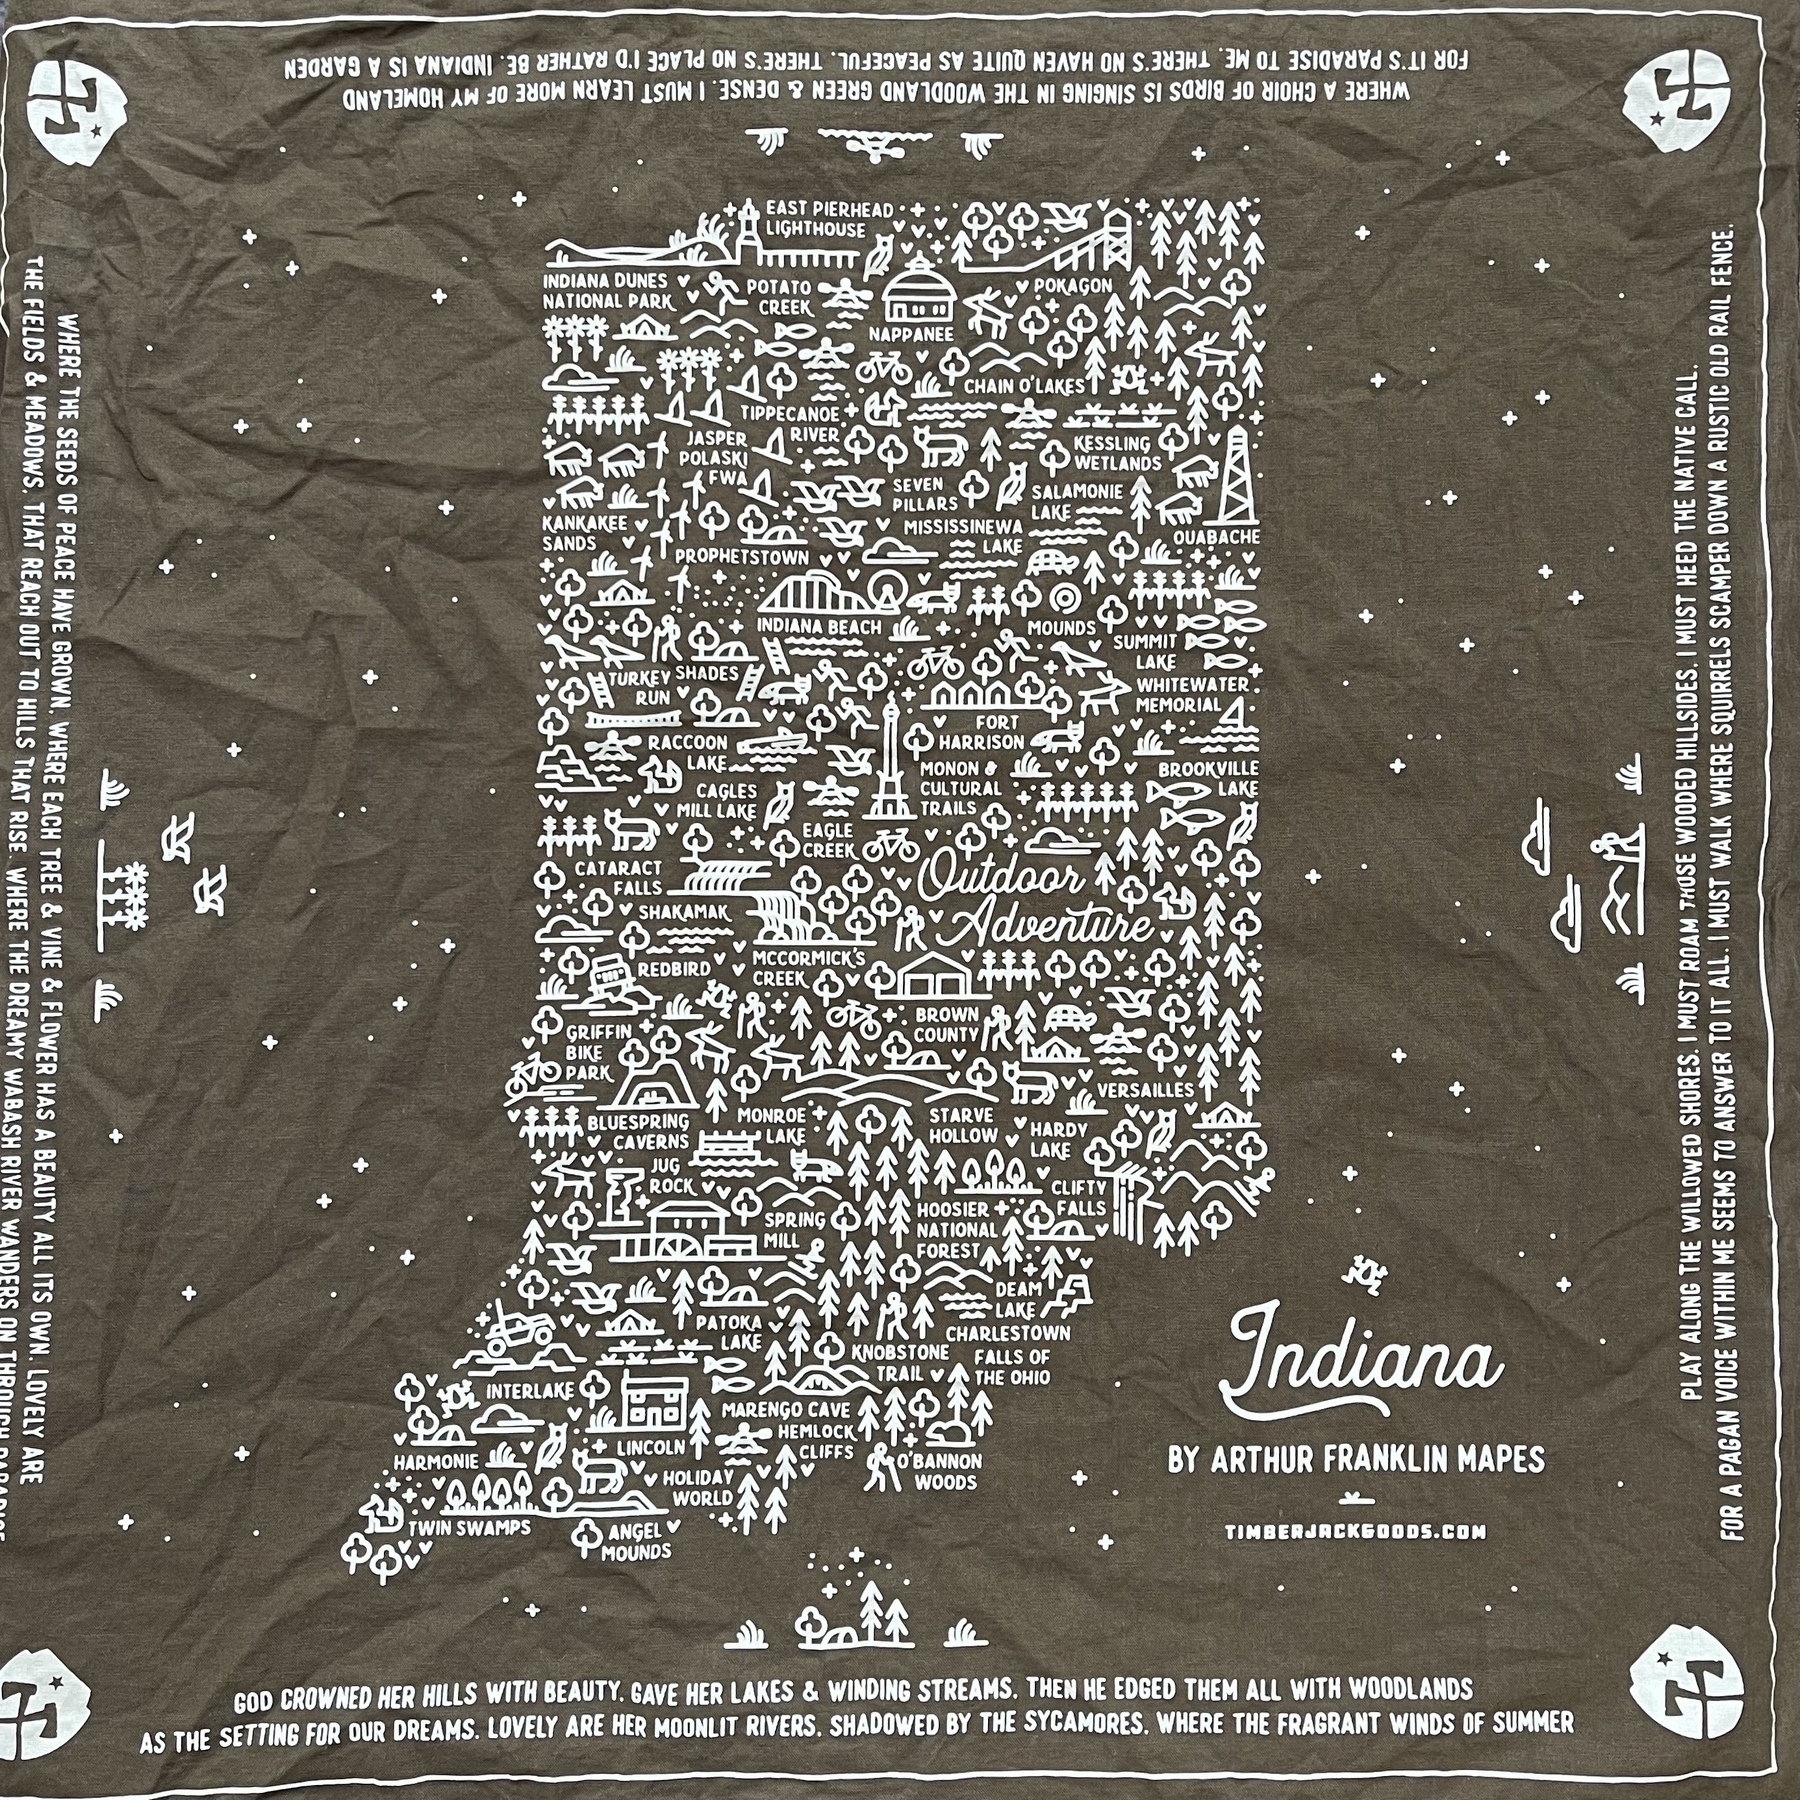 GOD CROWNED HER HILLS WITH BEAUTY, GAVE HER LAKES & WINDING STREAMS, THEN HE EDGED THEM ALL WITH WOODLANDS
AS THE SETTING FOR OUR DREAMS. LOVELY ARE HER MOONLIT RIVERS, SHADOWED BY THE SYCAMORES, WHERE THE FRAGRANT WINDS OF SUMMER
PLAY ALONG THE WILLOWED SHORES. I MUST ROAM THOSE WOODED HILLSIDES, I MUST HEED THE NATIVE CALL,
FOR A PAGAN VOICE WITHIN ME SEEMS TO ANSWER TO IT ALL. I MUST WALK WHERE SQUIRRELS SCAMPER DOWN A RUSTIC OLD RAIL FENCE,
WHERE A CHOIR OF BIRDS IS SINGING IN THE WOODLAND GREEN & DENSE. I MUST LEARN MORE OF MY HOMELAND
FOR IT'S PARADISE TO ME, THERE'S NO HAVEN QUITE AS PEACEFUL, THERE'S NO PLACE I'D RATHER BE. INDIANA IS A GARDEN
WHERE THE SEEDS OF PEACE HAVE GROWN, WHERE EACH TREE & VINE & FLOWER HAS A BEAUTY ALL ITS OWN. LOVELY ARE
THE FIELDS & MEADOWS, THAT REACH OUT TO HILLS THAT RISE WHERE THE DREAMY WABASH RIVER WANDERS ON THROUGH PARADISE
EAST PIERHEAD
LIGHTHOUSE
INDIANA DUNES
NATIONAL PARK
POTATO
CREEK
NAPPANEE
POKAGON
CHAIN O'LAKES
TIPPECANOE
RIVER
JASPER
POLASKI
FWA
KESSLING
WETLANDS
SEVEN
PILLARS
SALAMONIE
LAKE
KANKAKEE
SANDS
MISSISSINEWA
LAKE
OUABACHE
PROPHETSTOWN
INDIANA BEACH
MOUNDS
SUMMIT
LAKE
TURKEY
RUN
SHADES
WHITEWATER
MEMORIAL
FORT
HARRISON
RACCOON
LAKE
MONON &
CULTURAL
TRAILS
BROOKVILLE
LAKE
CAGLES
MILL LAKE
EAGLE
CREEK
CATARACT
FALLS
Outdoor
Adventure
SHAKAMAK
MCCORMICK'S
CREEK
REDBIRD
BROWN
COUNTY
GRIFFIN
BIKE
PARK
VERSAILLES
BLUESPRING
CAVERNS
MONROE
LAKE
STARVE
HOLLOW
HARDY
LAKE
JUG
ROCK
CLIFTY
FALLS
SPRING
MILL
HOOSIER
NATIONAL
FOREST
DEAM
LAKE
PATOKA
LAKE
CHARLESTOWN
KNOBSTONE
TRAIL
FALLS OF
THE OHIO
INTERLAKE
MARENGO CAVE
HEMLOCK
CLIFFS
LINCOLN
HARMONIE
HOLIDAY
WORLD
O'BANNON
WOODS
TWIN SWAMPS
ANGEL
MOUNDS
Indiana
BY ARTHUR FRANKLIN MAPES
TIMBERJACKGOODS.COM